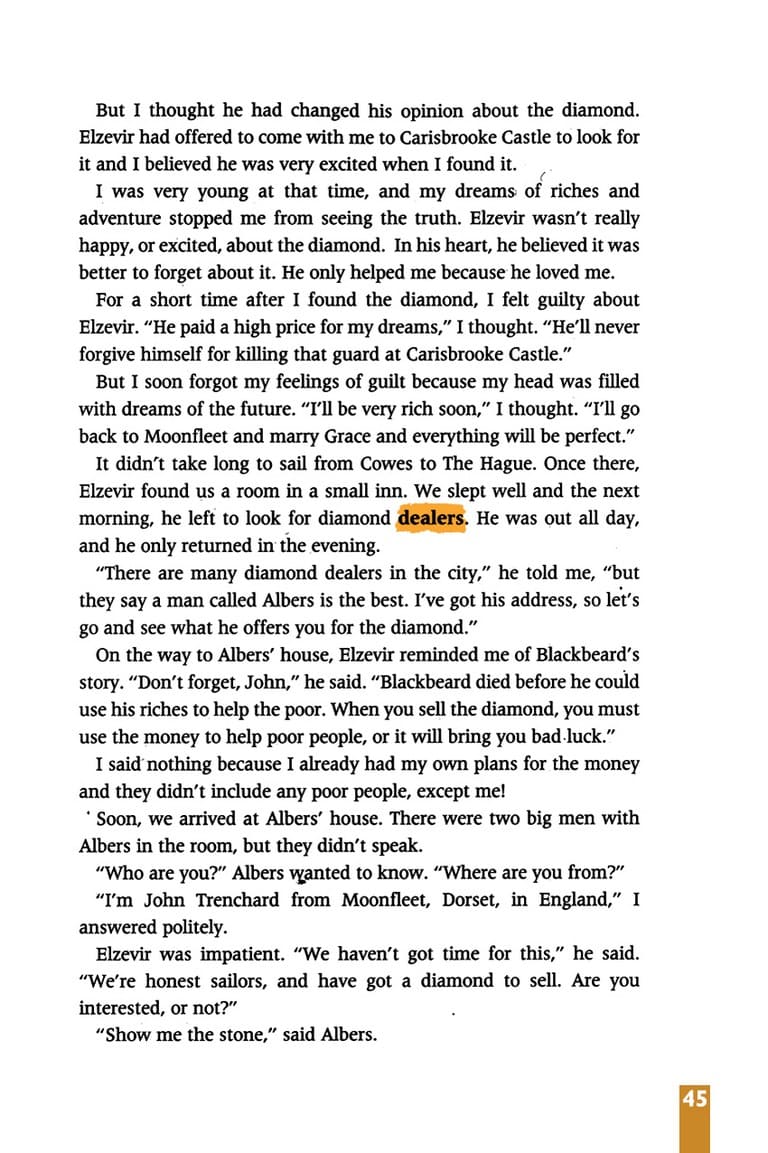 But I thought he had changed his opinion about the diamond.
Elzevir had offered to come with me to Carisbrooke Castle to look for
it and I believed he was very excited when I found it.
I was very young at that time, and my dreams of riches and
adventure stopped me from seeing the truth. Elzevir wasn't really
happy, or excited, about the diamond. In his heart, he believed it was
better to forget about it. He only helped me because he loved me.
For a short time after I found the diamond, I felt guilty about
Elzevir. “He paid a high price for my dreams,” I thought. “He'll never
forgive himself for killing that guard at Carisbrooke Castle.”
But I soon forgot my feelings of guilt because my head was filled
with dreams of the future. “I'll be very rich soon,” I thought. “I'll go
back to Moonfleet and marry Grace and everything will be perfect.”
It didn't take long to sail from Cowes to The Hague. Once there,
Elzevir found us a room in a small inn. We slept well and the next
morning, he left to look for diamond dealers. He was out all day,
and he only returned in the evening.
“There are many diamond dealers in the city,” he told me, “but
they say a man called Albers is the best. I've got his address, so let's
go and see what he offers you for the diamond.”
On the way to Albers' house, Elzevir reminded me of Blackbeard's
story. “Don't forget, John,” he said. “Blackbeard died before he could
use his riches to help the poor. When you sell the diamond, you must
use the money to help poor people, or it will bring you bad luck.”
I said nothing because I already had my own plans for the money
and they didn't include any poor people, except me!
Soon, we arrived at Albers' house. There were two big men with
Albers in the room, but they didn't speak.
“Who are you?” Albers wanted to know. “Where are you from?”
“I'm John Trenchard from Moonfleet, Dorset, in England,” I
answered politely.
Elzevir was impatient. “We haven't got time for this,” he said.
“We're honest sailors, and have got a diamond to sell. Are you
interested, or not?”
“Show me the stone,” said Albers.
45